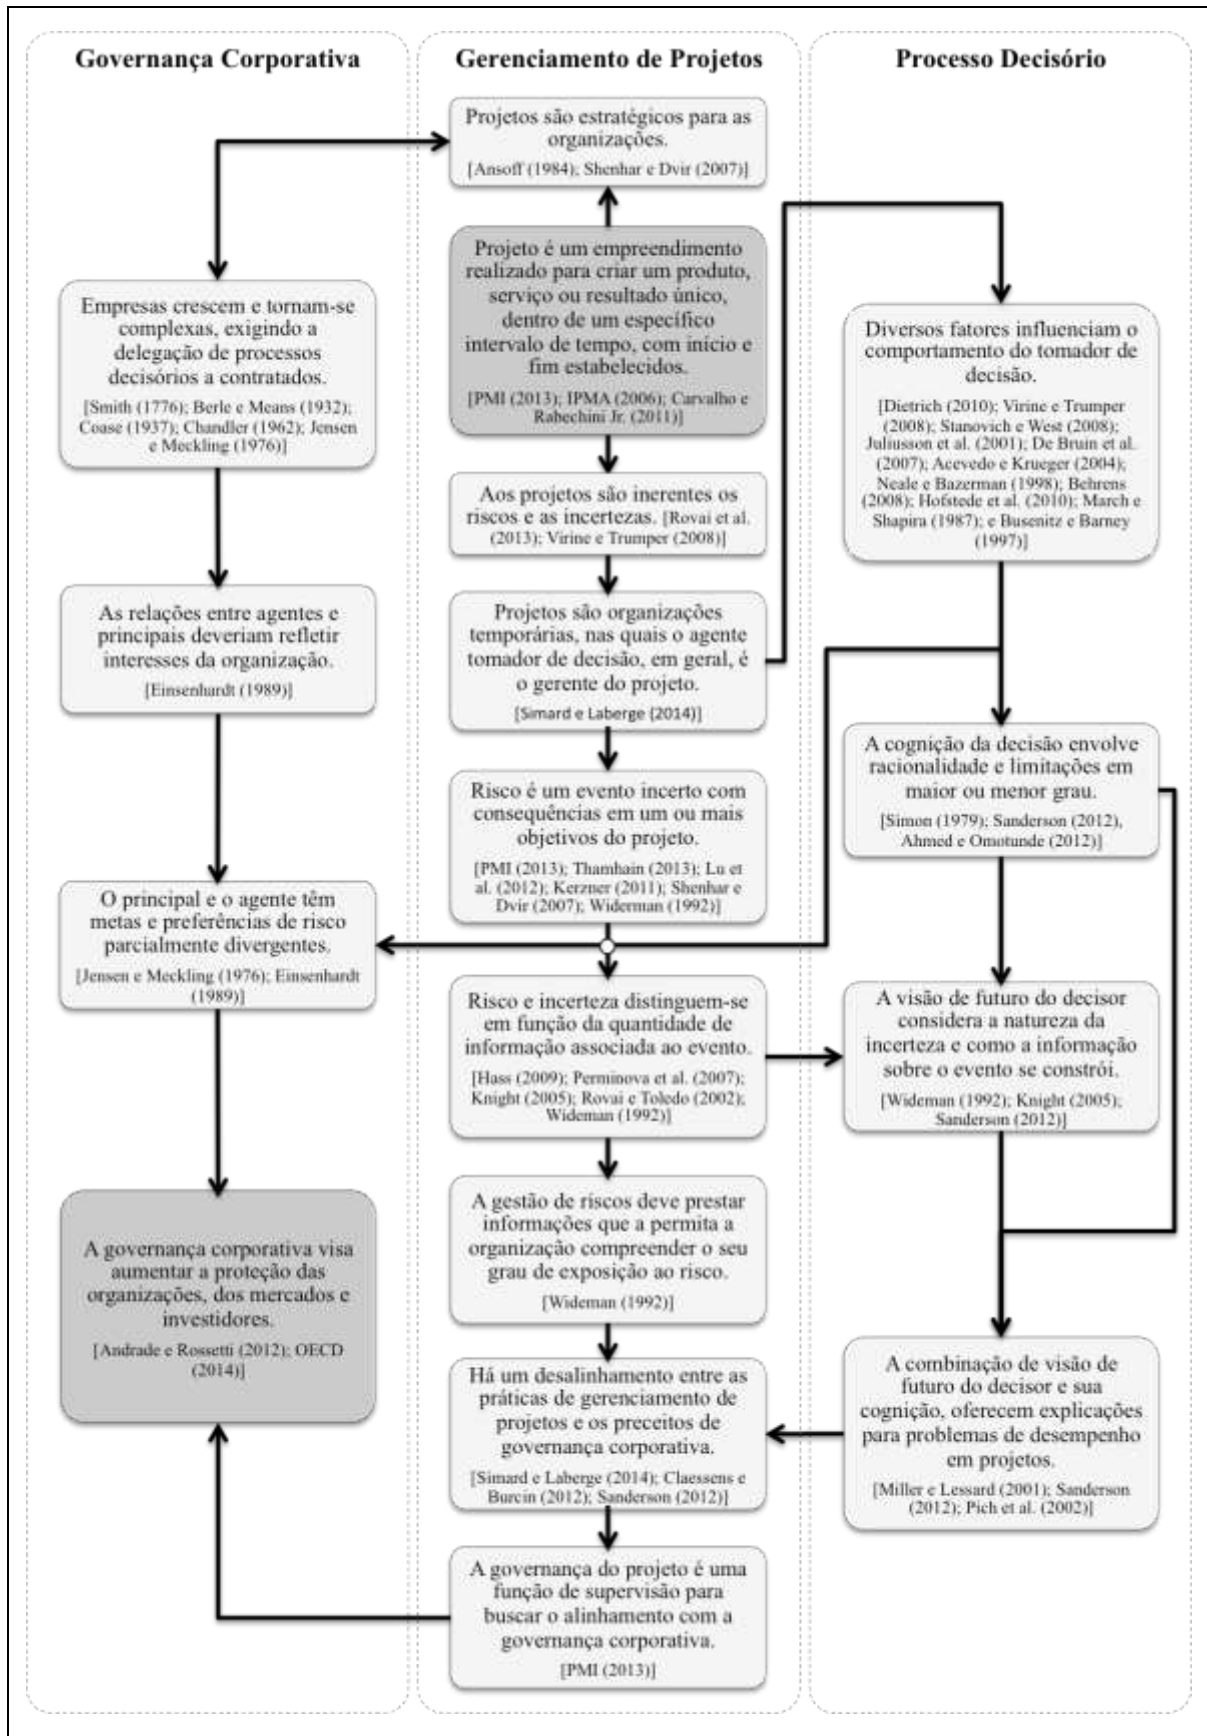 Governança Corporativa
Empresas crescem e tornam-se
complexas, exigindo a
delegação de processos
decisórios a contratados.
[Smith (1776); Berle e Means (1932);
Coase (1937); Chandler (1962); Jensen
e Meckling (1976)]
As relações entre agentes e
principais deveriam refletir
interesses da organização.
[Einsenhardt (1989)]
O principal e o agente têm
metas e preferências de risco
parcialmente divergentes.
[Jensen e Meckling (1976); Einsenhardt
(1989)]
A governança corporativa visa
aumentar a proteção das
organizações, dos mercados e
investidores.
[Andrade e Rossetti (2012); OECD
(2014)]
Gerenciamento de Projetos
Projetos são estratégicos para as
organizações.
[Ansoff (1984); Shenhar e Dvir (2007)]
Projeto é um empreendimento
realizado para criar um produto,
serviço ou resultado único,
dentro de um específico
intervalo de tempo, com início e
fim estabelecidos.
[PMI (2013); IPMA (2006); Carvalho e
Rabechini Jr. (2011)]
Aos projetos são inerentes os
riscos e as incertezas. [Rovai et al.
(2013); Virine e Trumper (2008)]
Projetos são organizações
temporárias, nas quais o agente
tomador de decisão, em geral, é
o gerente do projeto.
[Simard e Laberge (2014)]
Risco é um evento incerto com
consequências em um ou mais
objetivos do projeto.
[PMI (2013); Thamhain (2013); Lu et
al. (2012); Kerzner (2011); Shenhar e
Dvir (2007); Widerman (1992)]
Risco e incerteza distinguem-se
em função da quantidade de
informação associada ao evento.
[Hass (2009); Perminova et al. (2007);
Knight (2005); Rovai e Toledo (2002);
Wideman (1992)]
A gestão de riscos deve prestar
informações que a permita a
organização compreender o seu
grau de exposição ao risco.
[Wideman (1992)]
Há um desalinhamento entre as
práticas de gerenciamento de
projetos e os preceitos de
governança corporativa.
[Simard e Laberge (2014); Claessens e
Burcin (2012); Sanderson (2012)]
A governança do projeto é uma
função de supervisão para
buscar o alinhamento com a
governança corporativa.
[PMI (2013)]
Processo Decisório
Diversos fatores influenciam o
comportamento do tomador de
decisão.
[Dietrich (2010); Virine e Trumper
(2008); Stanovich e West (2008);
Juliusson et al. (2001); De Bruin et al.
(2007); Acevedo e Krueger (2004);
Neale e Bazerman (1998); Behrens
(2008); Hofstede et al. (2010); March e
Shapira (1987); e Busenitz e Barney
(1997)]
A cognição da decisão envolve
racionalidade e limitações em
maior ou menor grau.
[Simon (1979); Sanderson (2012),
Ahmed e Omotunde (2012)]
A visão de futuro do decisor
considera a natureza da
incerteza e como a informação
sobre o evento se constrói.
[Wideman (1992); Knight (2005);
Sanderson (2012)]
A combinação de visão de
futuro do decisor e sua
cognição, oferecem explicações
para problemas de desempenho
em projetos.
[Miller e Lessard (2001); Sanderson
(2012); Pich et al. (2002)]